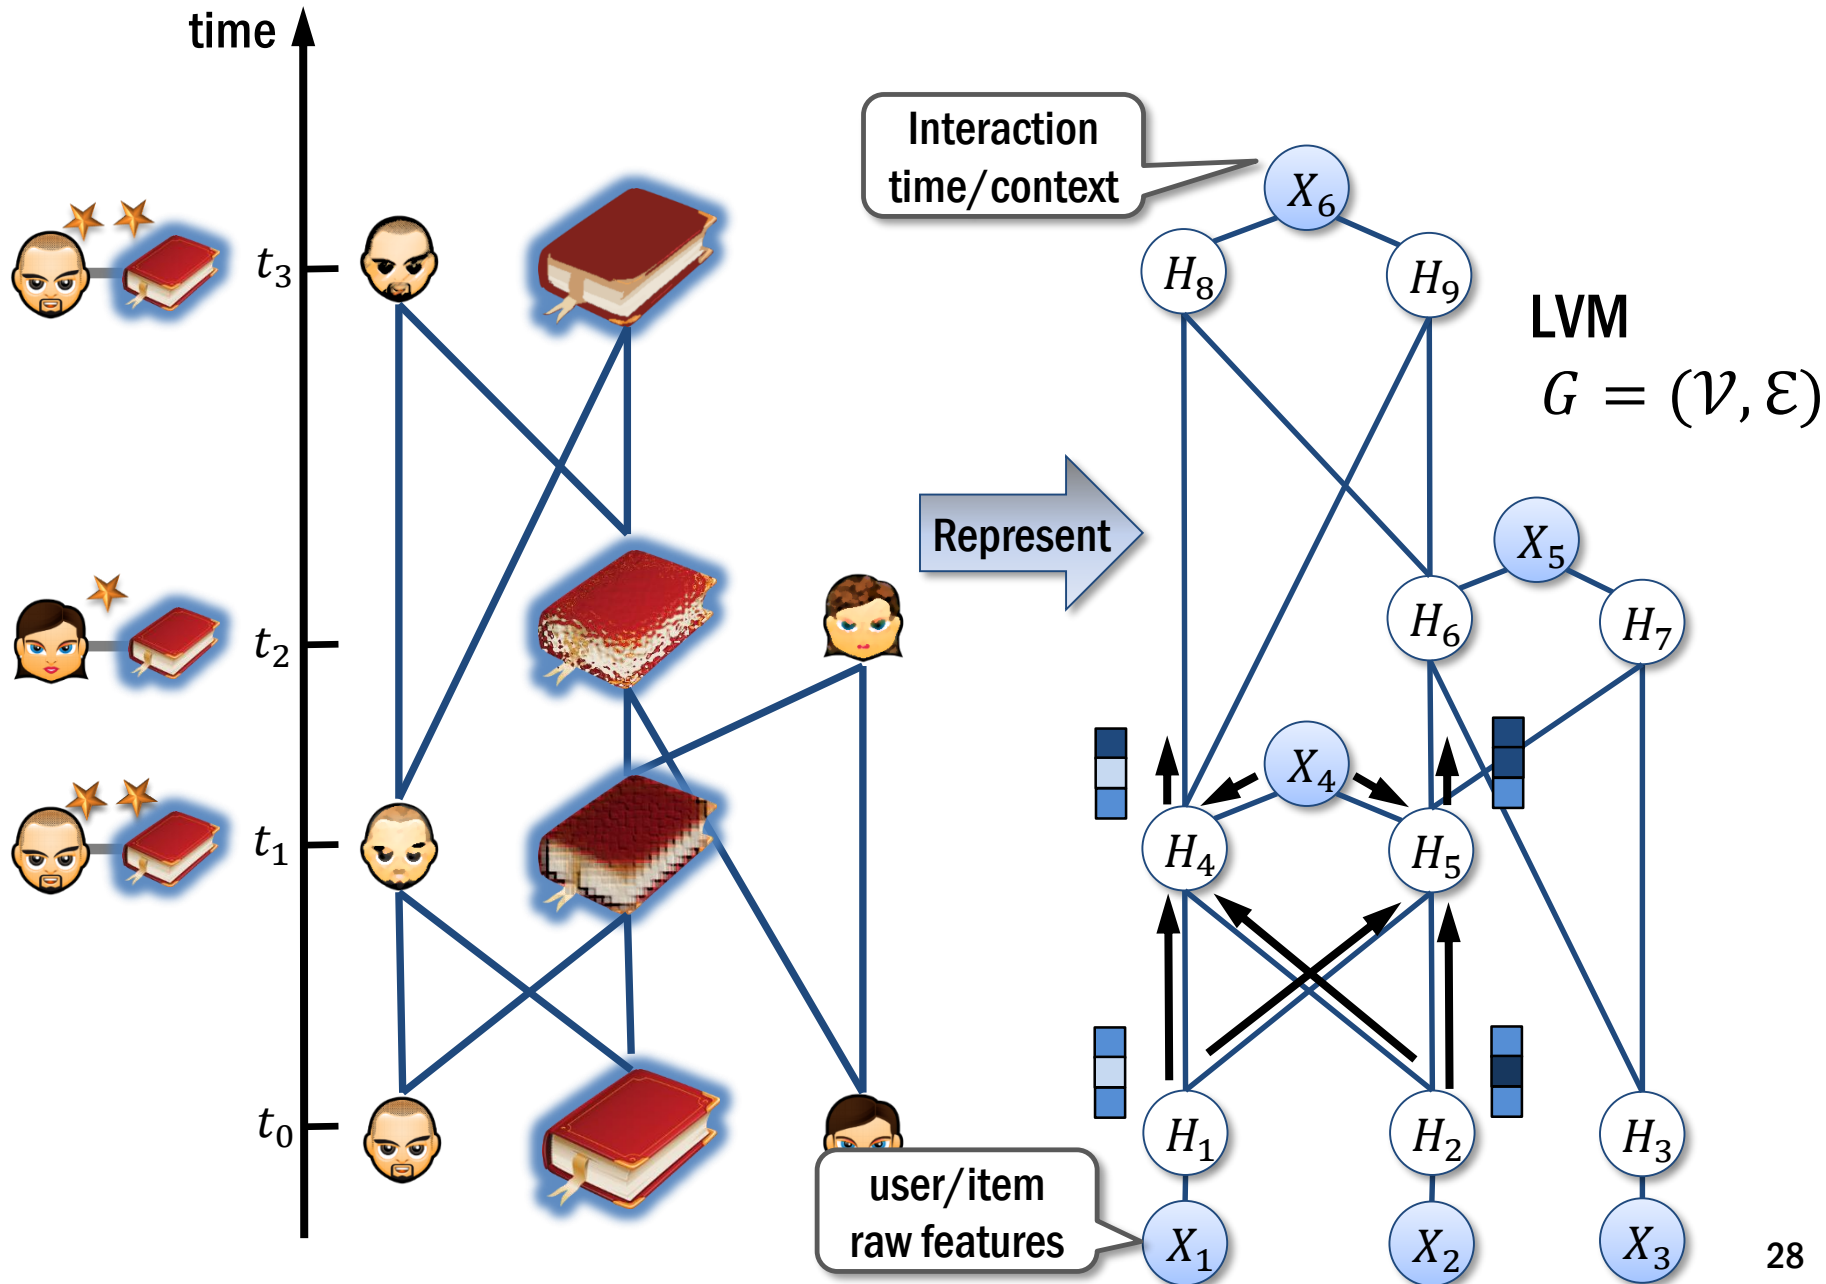 time
Interaction
time/context
X₆
t₃
H₈
H₉
LVM
G = (𝒱, ℰ)
Represent
X₅
t₂
H₆
H₇
X₄
t₁
H₄
H₅
t₀
H₁
H₂
H₃
user/item
raw features
X₁
X₂
X₃
28